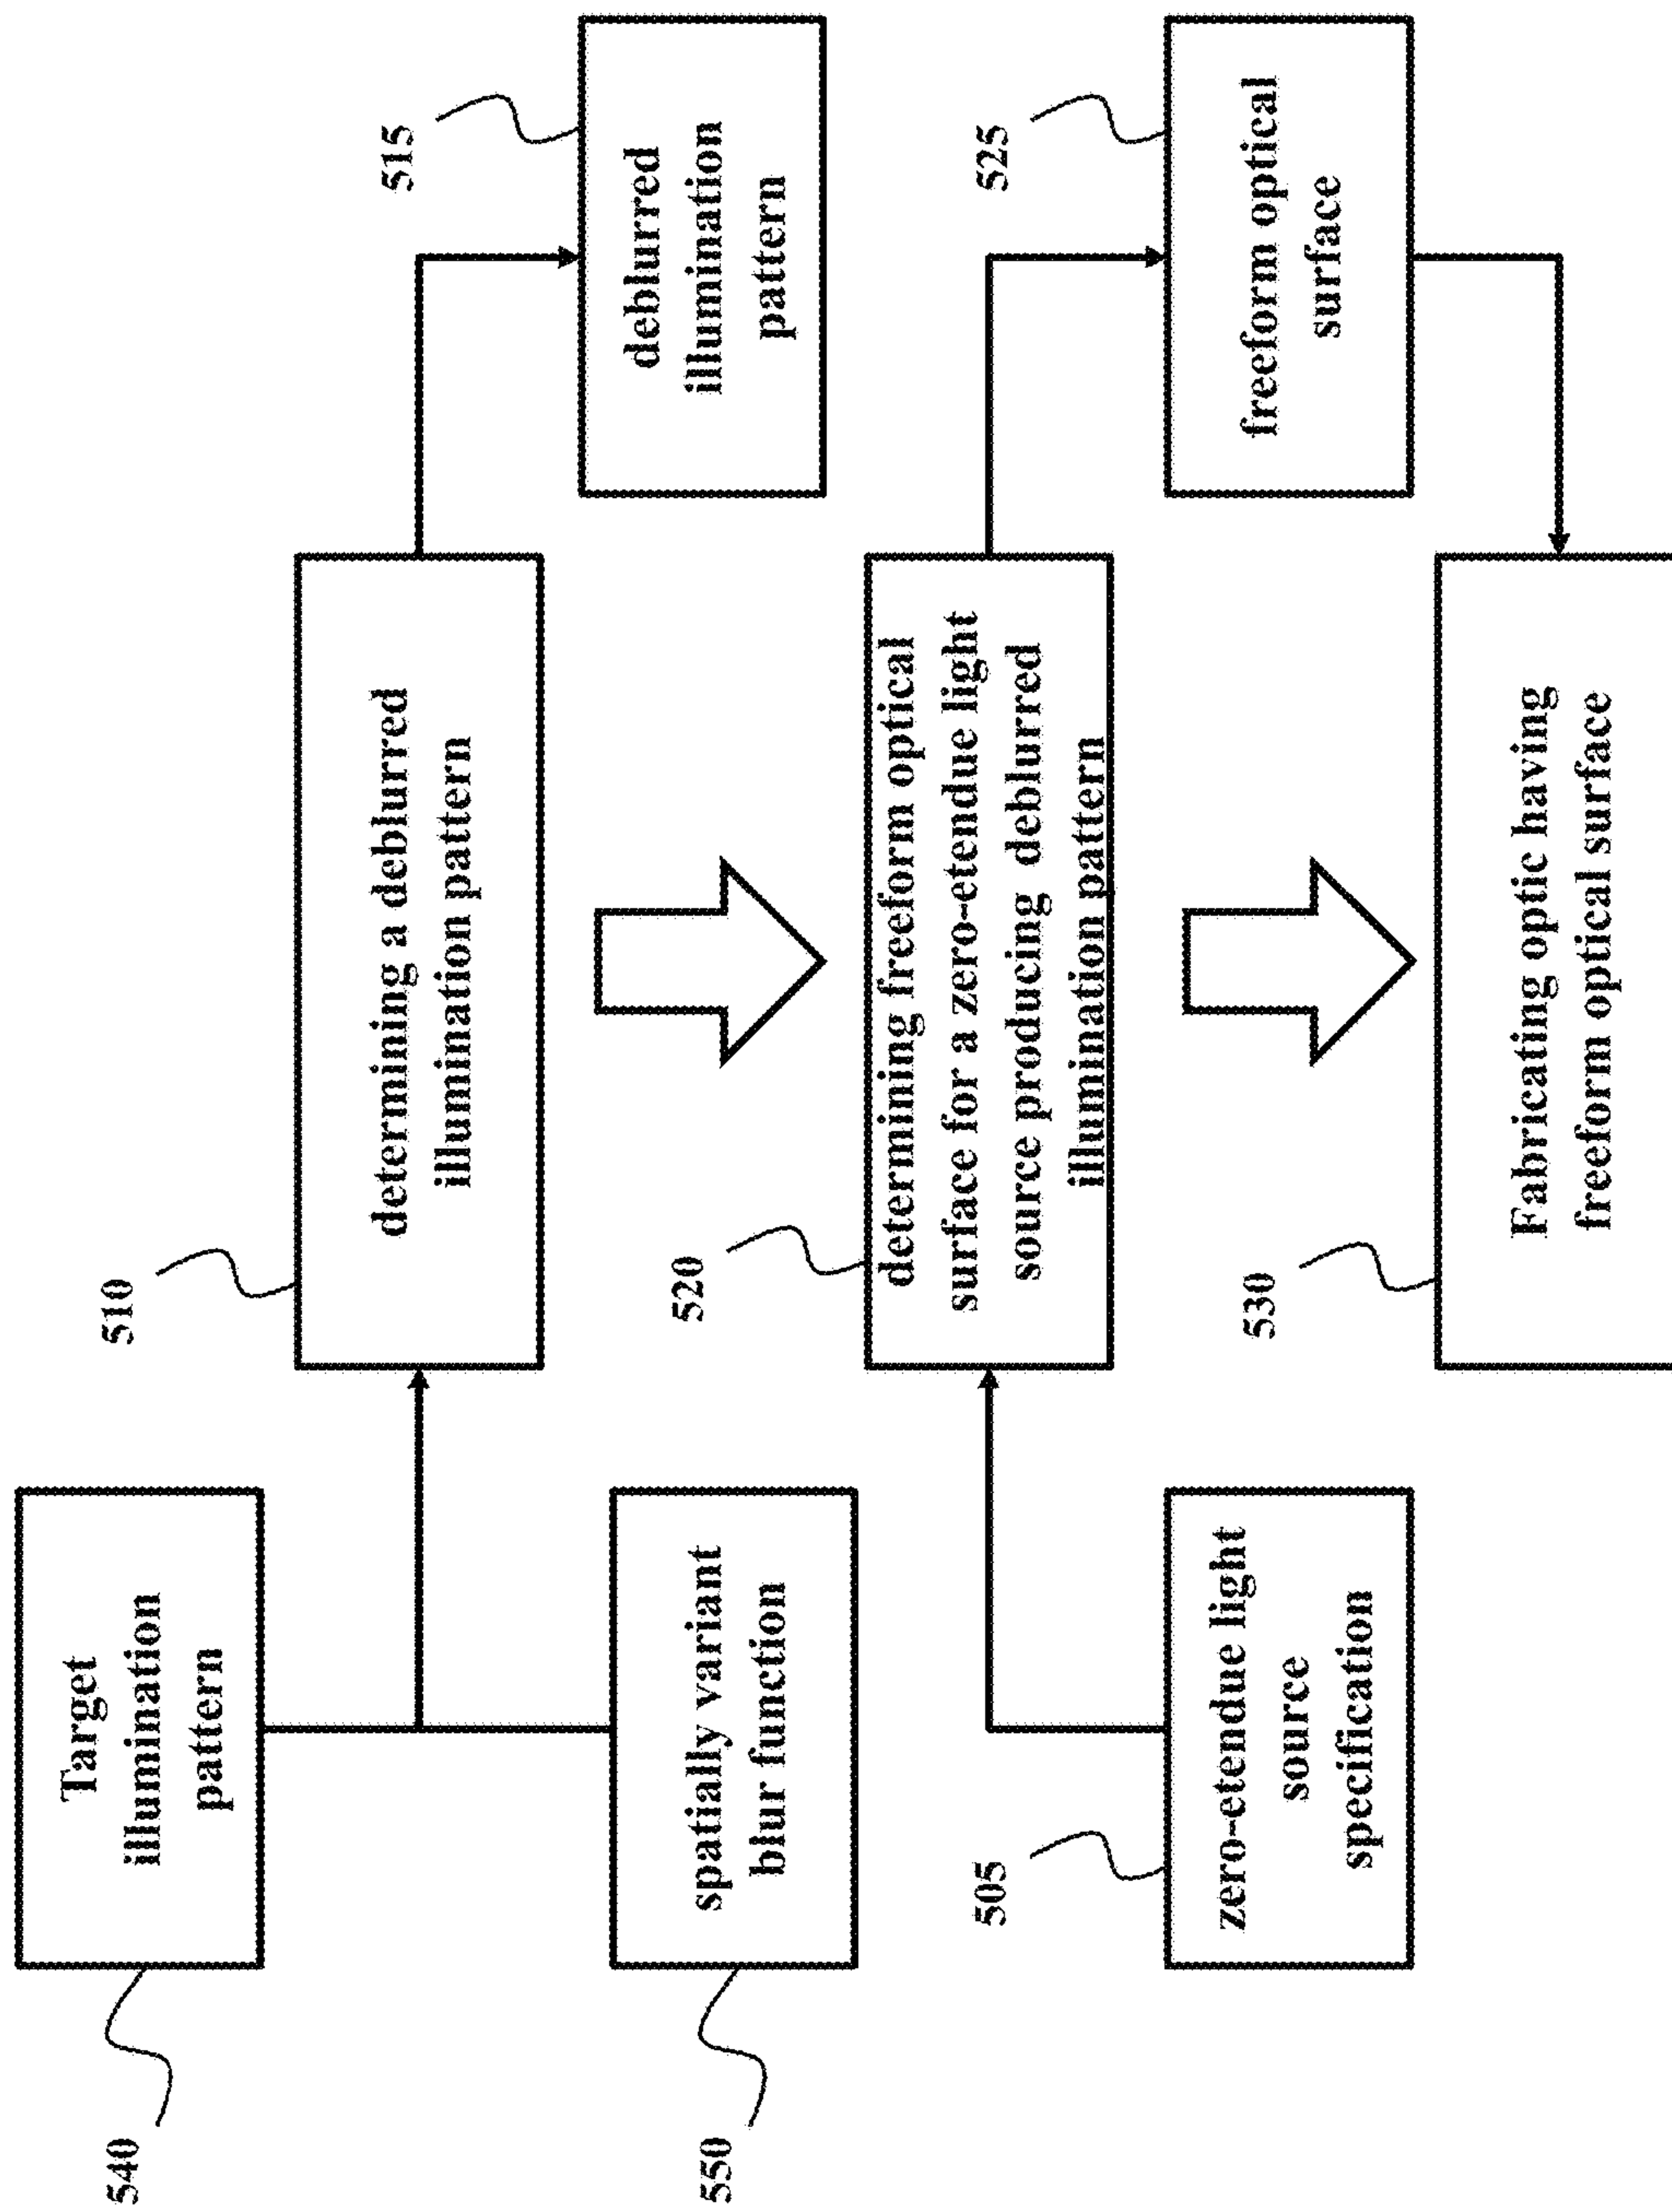 540
Target
illumination
pattern
550
spatially variant
blur function
510
determining a deblurred
illumination pattern
515
deblurred
illumination
pattern
505
zero-etendue light
source
specification
520
determining freeform optical
surface for a zero-etendue light
source producing deblurred
illumination pattern
525
freeform optical
surface
530
Fabricating optic having
freeform optical surface